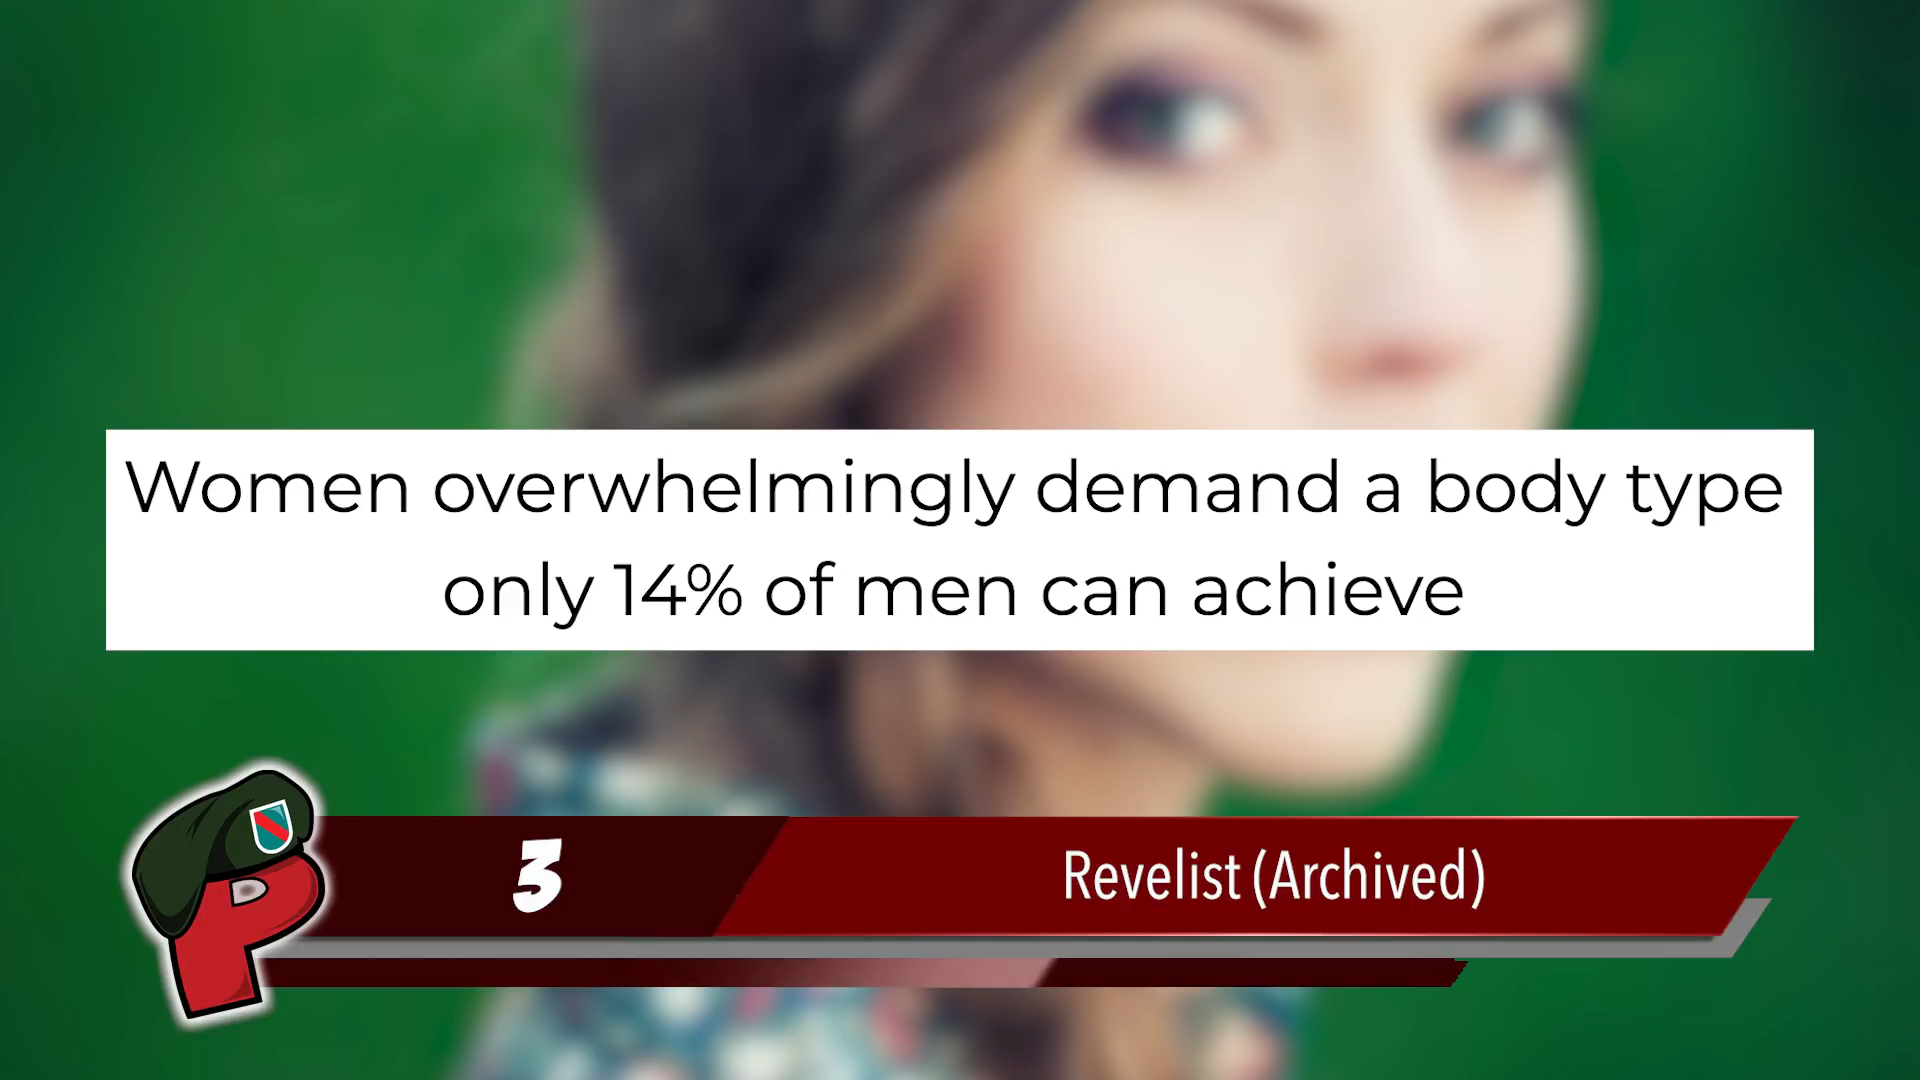 Women overwhelmingly demand a body type
only 14% of men can achieve
3
Revelist (Archived)